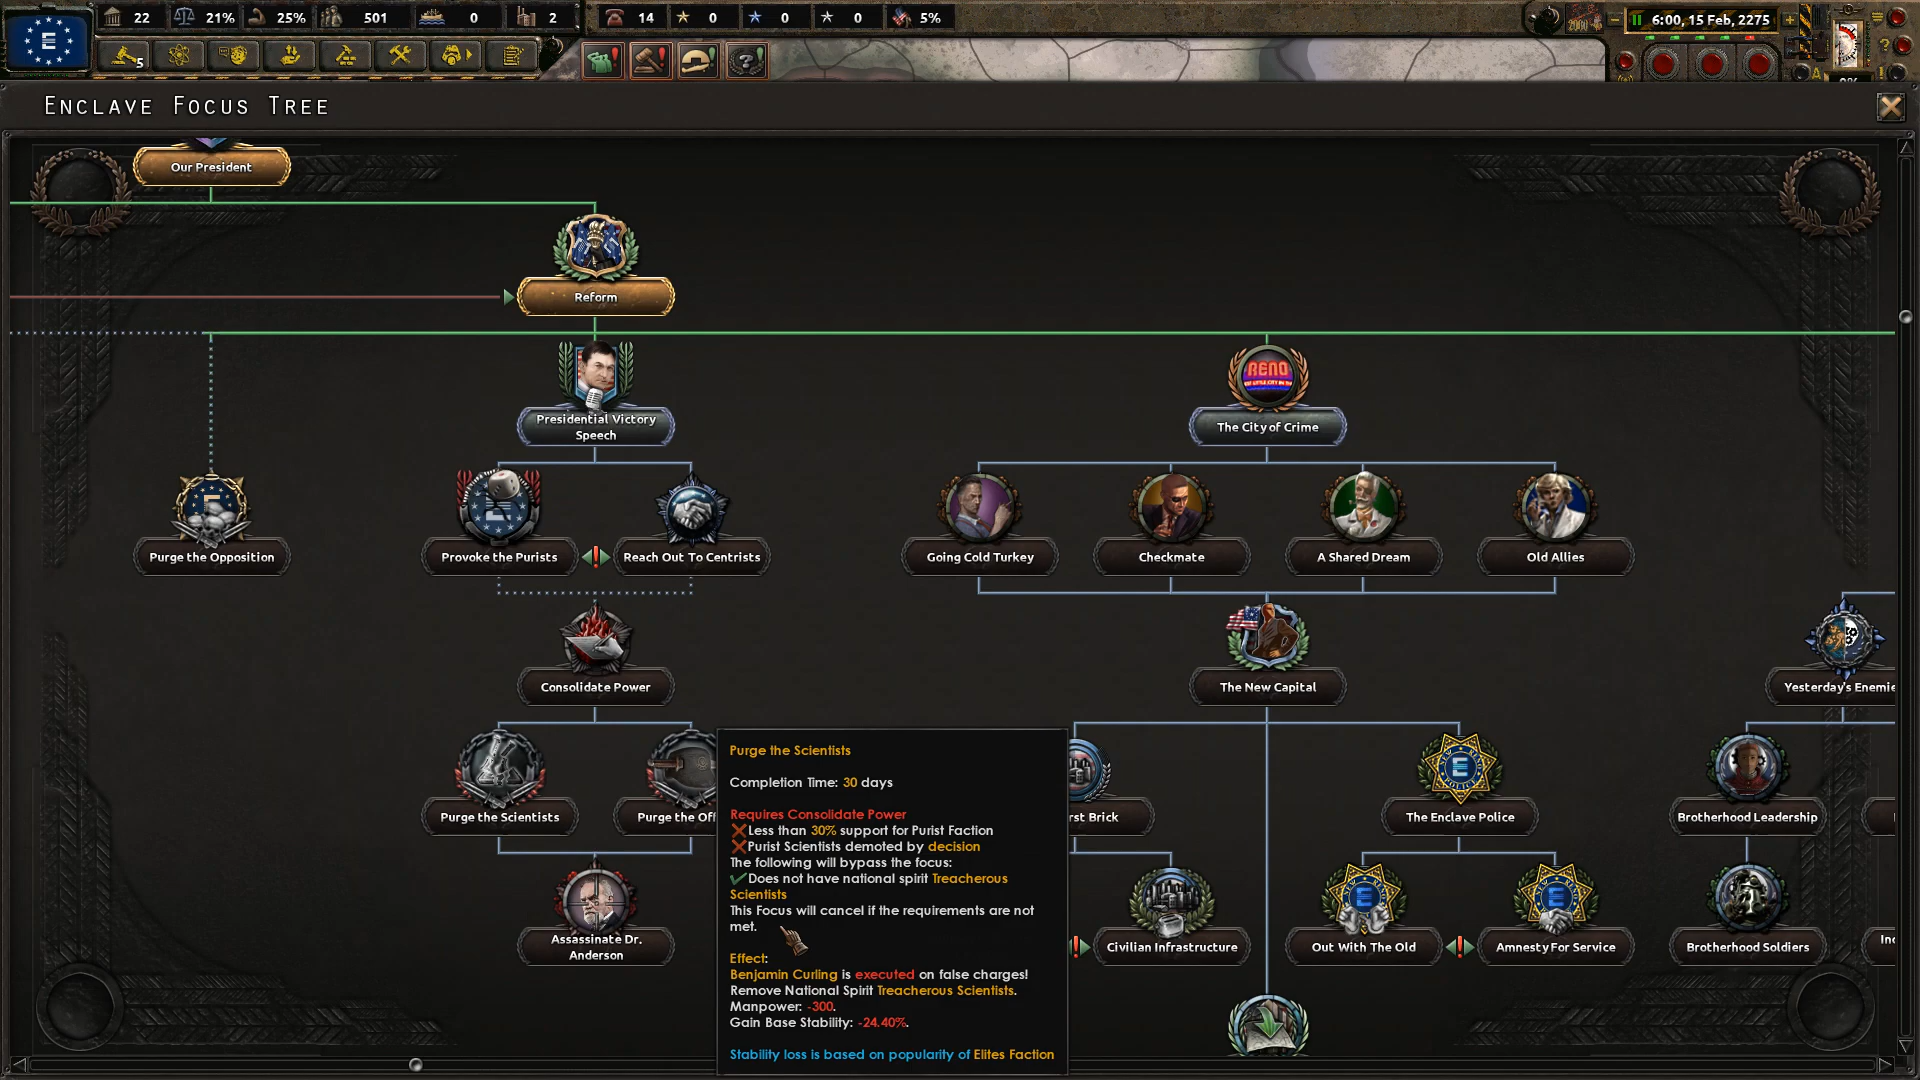 22 21% 25% 501 0 2 14 0 0 0 5% 6:00, 15 Feb, 2275
5
Enclave Focus Tree
Our President
Reform
RENO
Presidential Victory
Speech
The City of Crime
Purge the Opposition
Provoke the Purists
Reach Out To Centrists
Going Cold Turkey
Checkmate
A Shared Dream
Old Allies
Consolidate Power
The New Capital
Yesterday's Enemie
Purge the Scientists
Purge the Off
rst Brick
The Enclave Police
Brotherhood Leadership
Assassinate Dr.
Anderson
Civilian Infrastructure
Out With The Old
Amnesty For Service
Brotherhood Soldiers
Purge the Scientists
Completion Time: 30 days
Requires Consolidate Power
Less than 30% support for Purist Faction
Purist Scientists demoted by decision
The following will bypass the focus:
Does not have national spirit Treacherous
Scientists
This Focus will cancel if the requirements are not
met.
Effect:
Benjamin Curling is executed on false charges!
Remove National Spirit Treacherous Scientists.
Manpower: -300.
Gain Base Stability: -24.40%.
Stability loss is based on popularity of Elites Faction